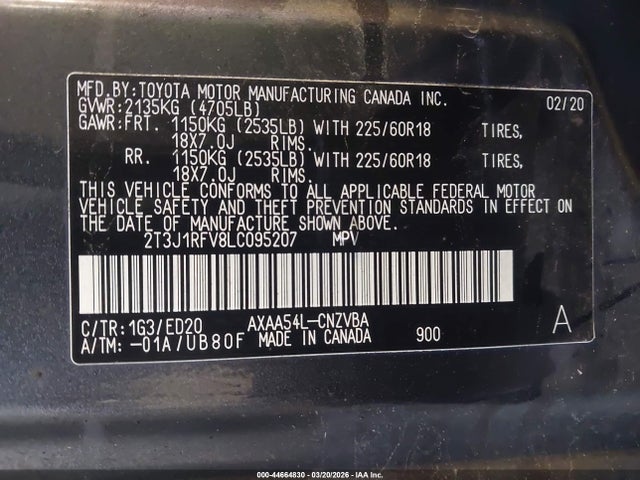 MFD.BY:TOYOTA MOTOR MANUFACTURING CANADA INC. 02/20
GVWR:2135KG (4705LB)
GAWR:FRT. 1150KG (2535LB) WITH 225/60R18 TIRES,
18X7.0J RIMS.
RR. 1150KG (2535LB) WITH 225/60R18 TIRES,
18X7.0J RIMS.
THIS VEHICLE CONFORMS TO ALL APPLICABLE FEDERAL MOTOR
VEHICLE SAFETY AND THEFT PREVENTION STANDARDS IN EFFECT ON
THE DATE OF MANUFACTURE SHOWN ABOVE.
2T3J1RFV8LC095207 MPV
C/TR:1G3/ED20 AXAA54L-CNZVBA A
A/TM:-01A/UB80F MADE IN CANADA 900
000-44664830 - 03/20/2026 - IAA Inc.